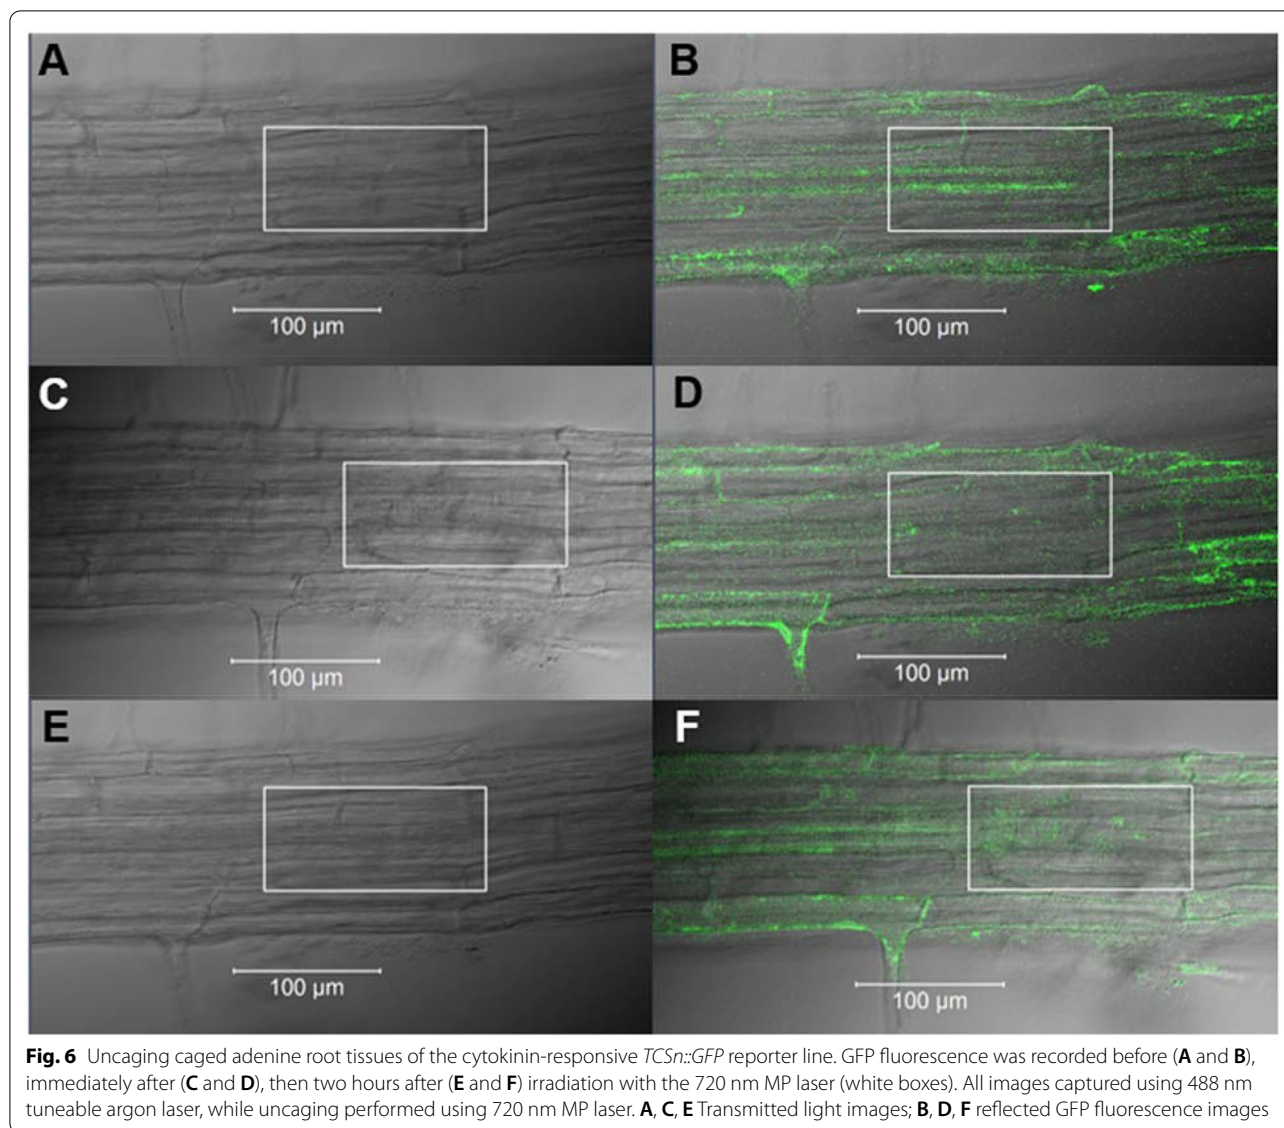 A
B
100 μm
100 μm
C
D
100 μm
100 μm
E
F
100 μm
100 μm
Fig. 6 Uncaging caged adenine root tissues of the cytokinin-responsive TCSn::GFP reporter line. GFP fluorescence was recorded before (A and B),
immediately after (C and D), then two hours after (E and F) irradiation with the 720 nm MP laser (white boxes). All images captured using 488 nm
tuneable argon laser, while uncaging performed using 720 nm MP laser. A, C, E Transmitted light images; B, D, F reflected GFP fluorescence images